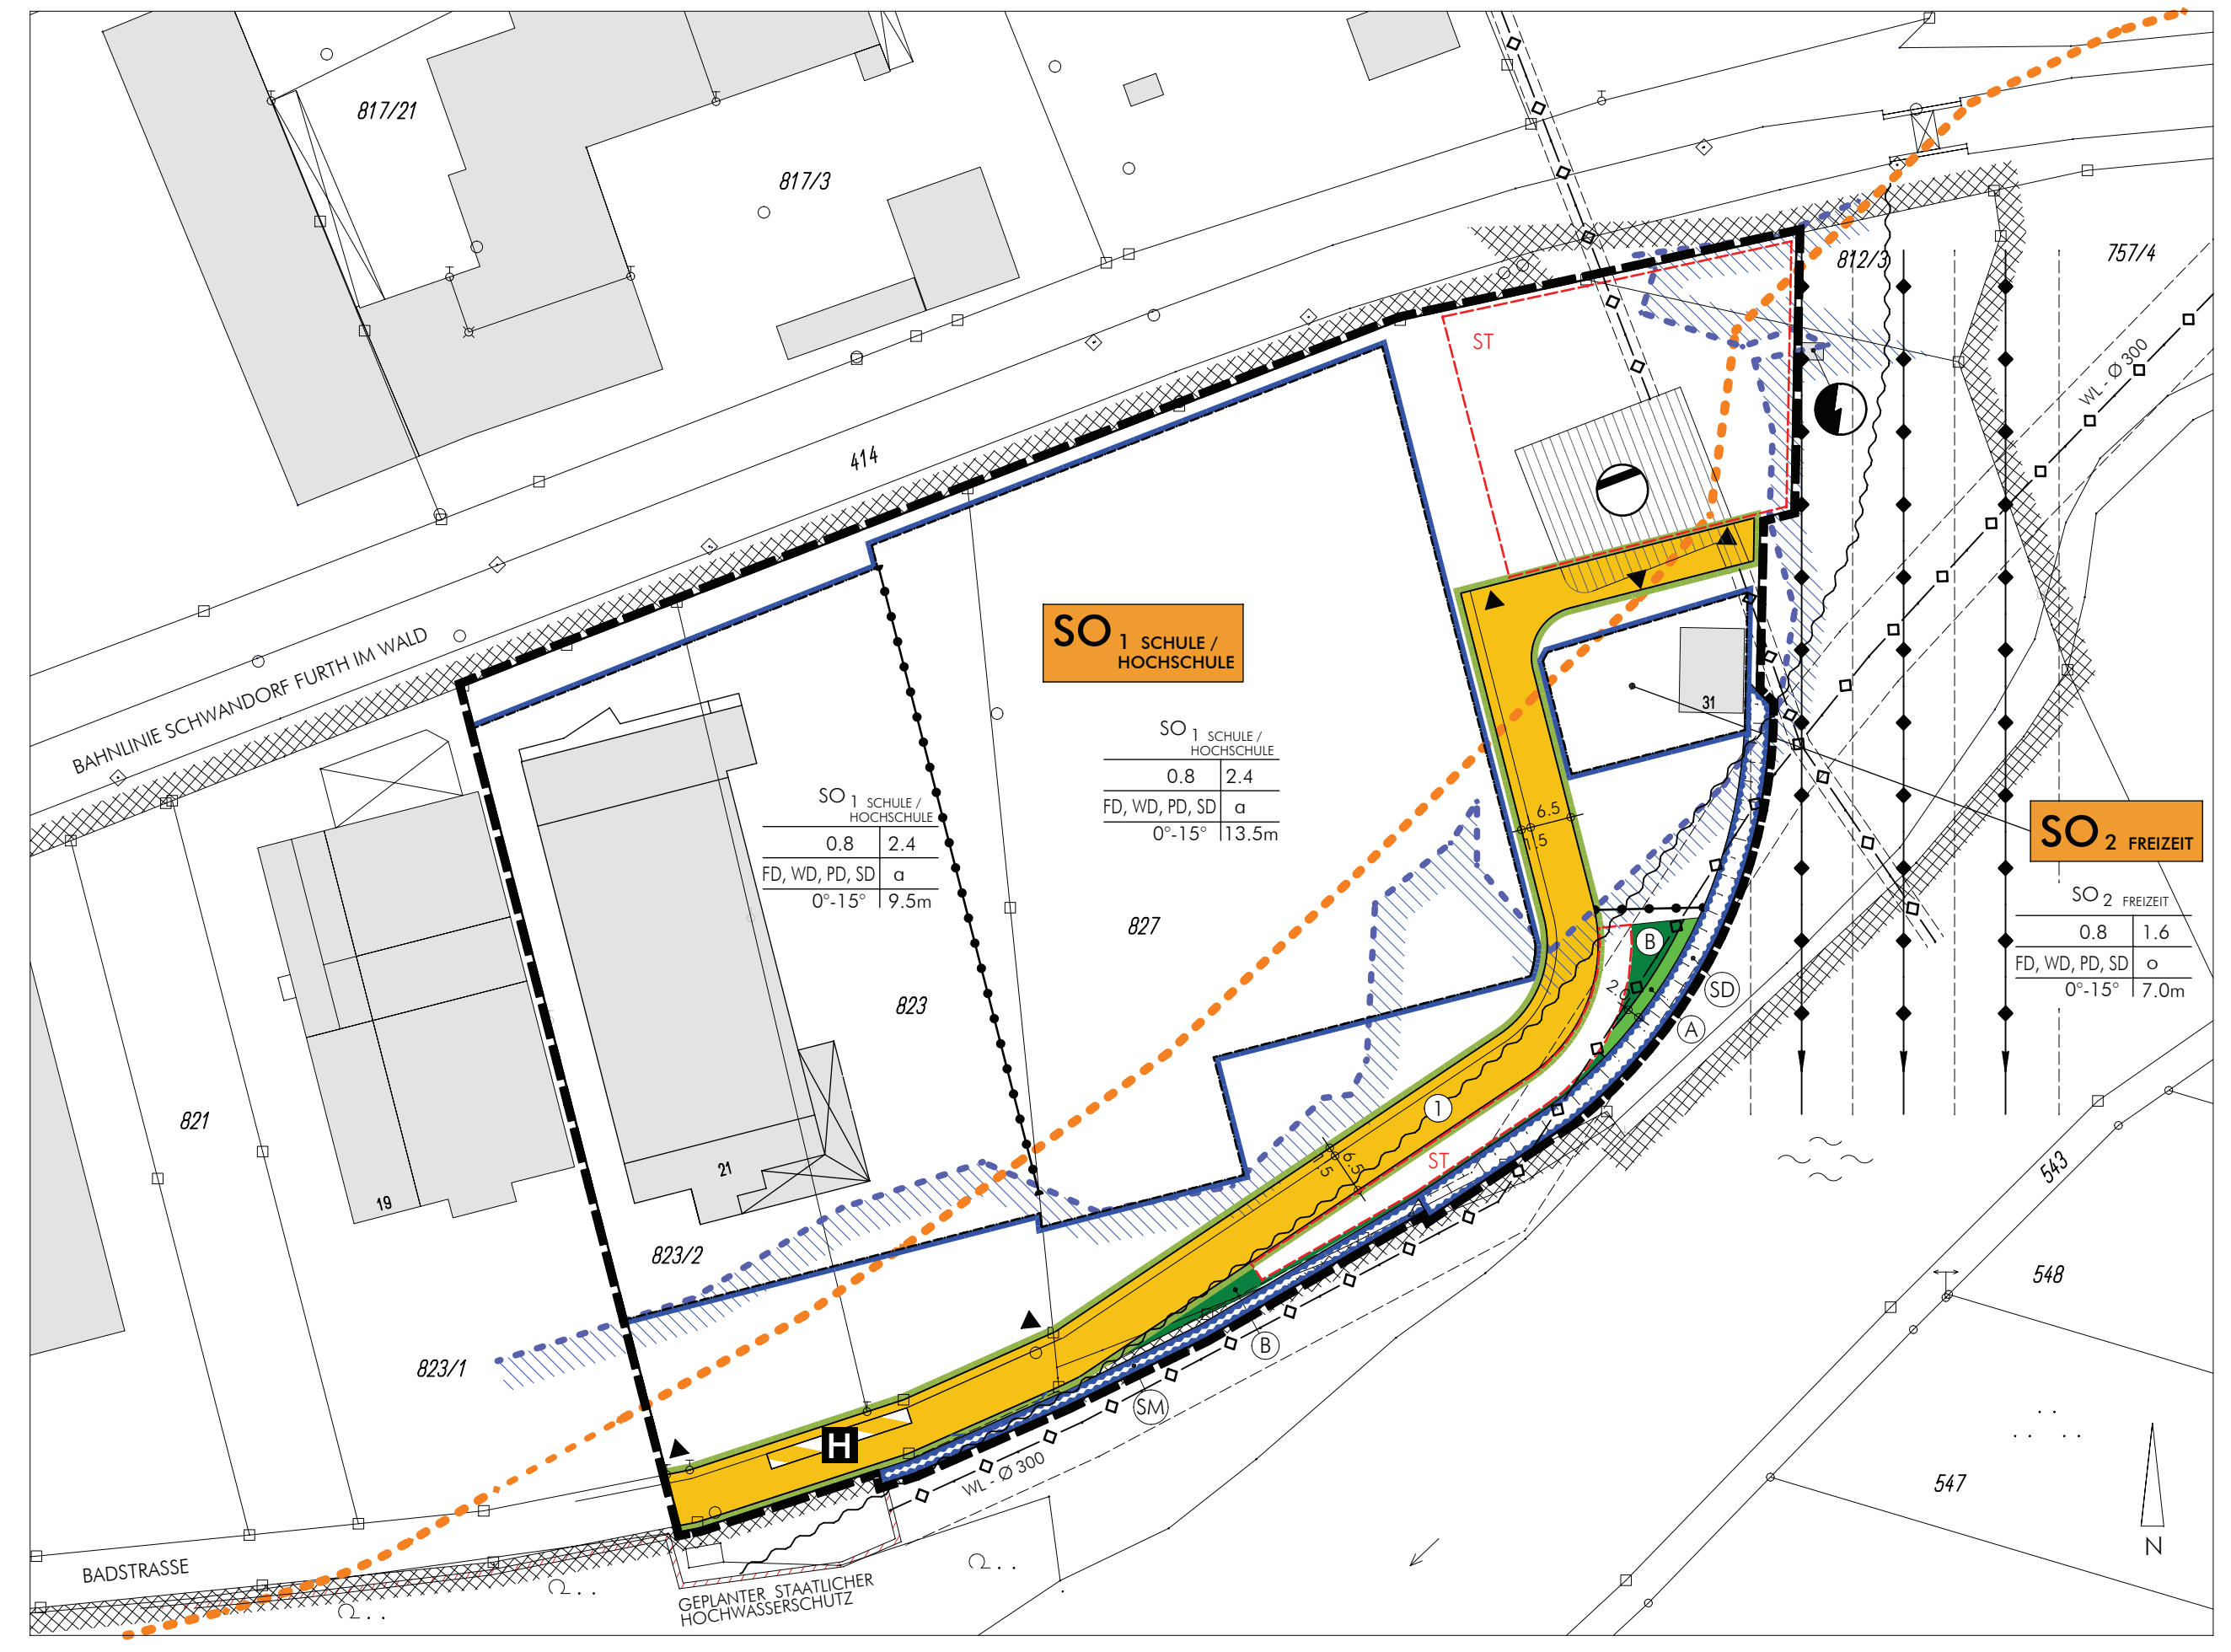 817/21
817/3
812/3
757/4
ST
WL - Ø 300
414
BAHNLINIE SCHWANDORF FURTH IM WALD
SO 1 SCHULE /
HOCHSCHULE
31
SO 1 SCHULE /
HOCHSCHULE
0.8 2.4
FD, WD, PD, SD a
0°-15° 13.5m
SO 1 SCHULE /
HOCHSCHULE
0.8 2.4
FD, WD, PD, SD a
0°-15° 9.5m
6.5
1.5
SO 2 FREIZEIT
SO 2 FREIZEIT
0.8 1.6
FD, WD, PD, SD o
0°-15° 7.0m
827
823
B
SD
2.0
A
1
821
19
21
6.5
1.5
ST
543
823/2
548
823/1
B
SM
H
WL - Ø 300
547
N
BADSTRASSE
GEPLANTER STAATLICHER
HOCHWASSERSCHUTZ